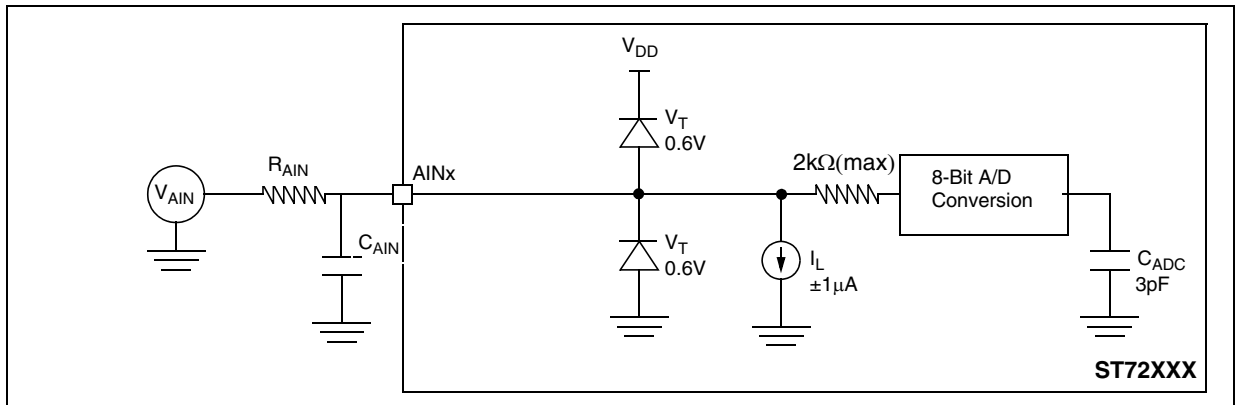 V_DD
V_T
0.6V
R_AIN
AINx
2kΩ(max)
8-Bit A/D
Conversion
V_AIN
C_AIN
V_T
0.6V
I_L
±1µA
C_ADC
3pF
ST72XXX